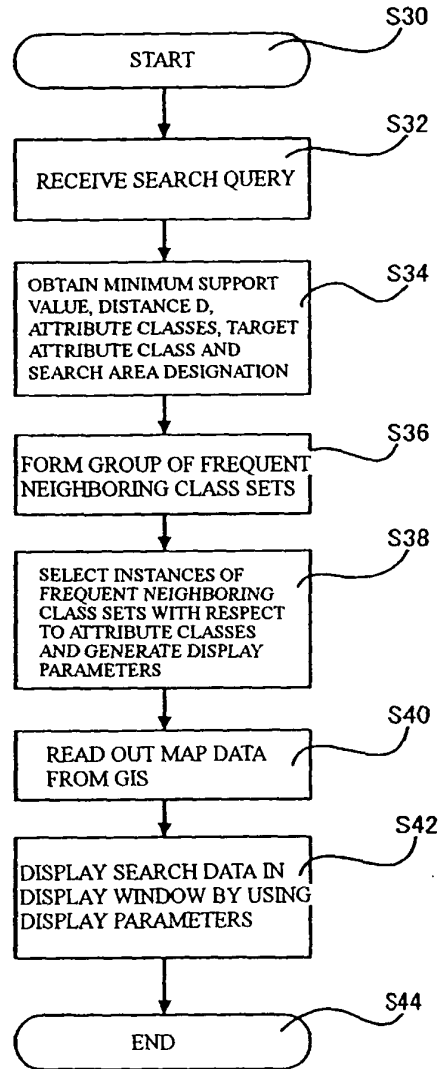 S30
START
S32
RECEIVE SEARCH QUERY
S34
OBTAIN MINIMUM SUPPORT
VALUE, DISTANCE D,
ATTRIBUTE CLASSES, TARGET
ATTRIBUTE CLASS AND
SEARCH AREA DESIGNATION
S36
FORM GROUP OF FREQUENT
NEIGHBORING CLASS SETS
S38
SELECT INSTANCES OF
FREQUENT NEIGHBORING
CLASS SETS WITH RESPECT
TO ATTRIBUTE CLASSES
AND GENERATE DISPLAY
PARAMETERS
S40
READ OUT MAP DATA
FROM GIS
S42
DISPLAY SEARCH DATA IN
DISPLAY WINDOW BY USING
DISPLAY PARAMETERS
S44
END